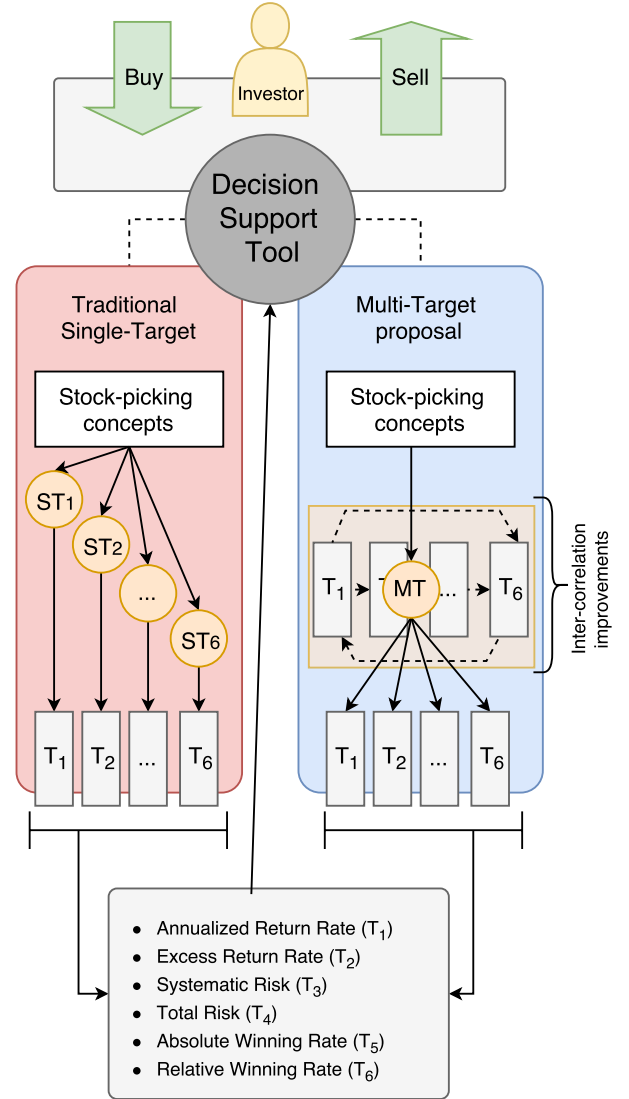 Buy
Investor
Sell
Decision
Support
Tool
Traditional
Single-Target
Stock-picking
concepts
ST1
ST2
...
ST6
T1
T2
...
T6
Multi-Target
proposal
Stock-picking
concepts
T1
T
MT
...
T6
Inter-correlation
improvements
T1
T2
...
T6
• Annualized Return Rate (T1)
• Excess Return Rate (T2)
• Systematic Risk (T3)
• Total Risk (T4)
• Absolute Winning Rate (T5)
• Relative Winning Rate (T6)